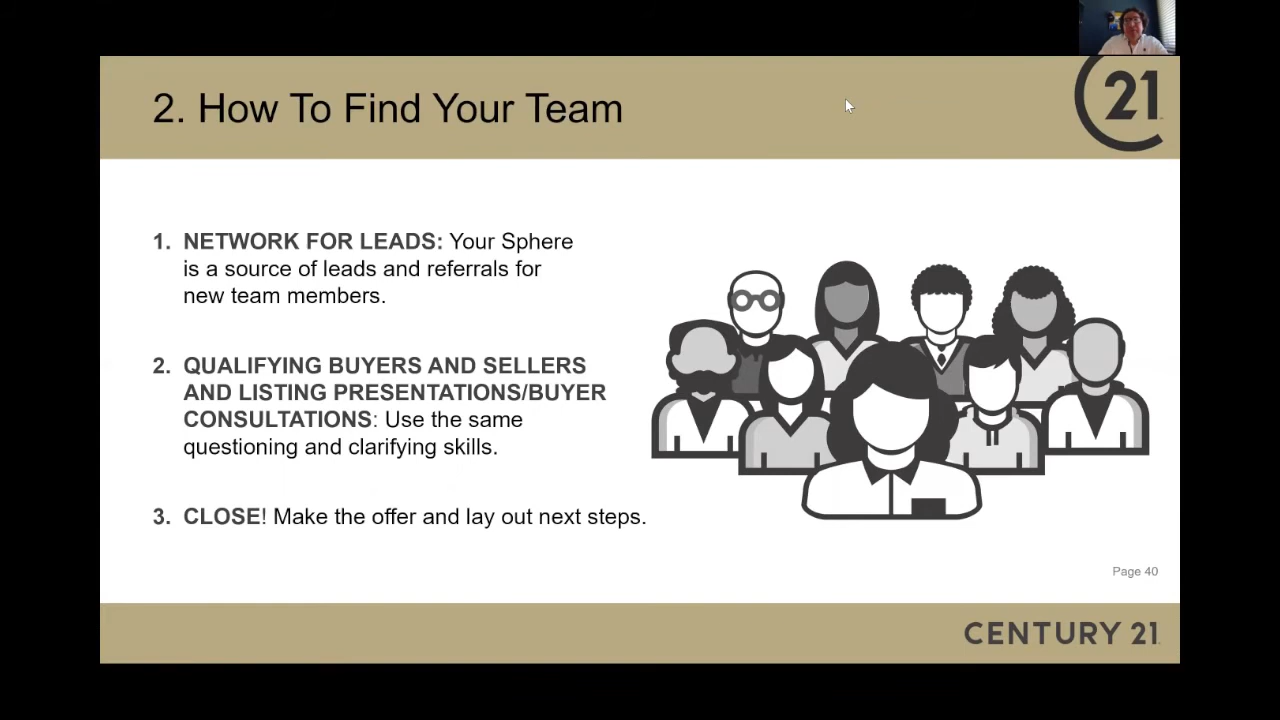 2. How To Find Your Team
21
1. NETWORK FOR LEADS: Your Sphere
is a source of leads and referrals for
new team members.
2. QUALIFYING BUYERS AND SELLERS
AND LISTING PRESENTATIONS/BUYER
CONSULTATIONS: Use the same
questioning and clarifying skills.
3. CLOSE! Make the offer and lay out next steps.
Page 40
CENTURY 21